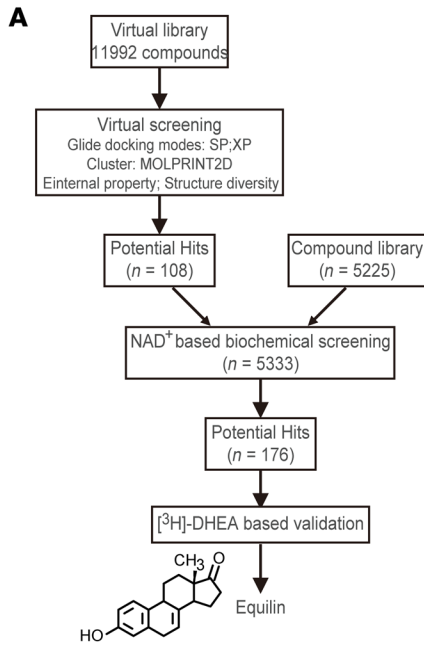 A
Virtual library
11992 compounds
Virtual screening
Glide docking modes: SP;XP
Cluster: MOLPRINT2D
Einternal property; Structure diversity
Potential Hits
(n = 108)
Compound library
(n = 5225)
NAD+ based biochemical screening
(n = 5333)
Potential Hits
(n = 176)
[3H]-DHEA based validation
CH3
O
HO
Equilin